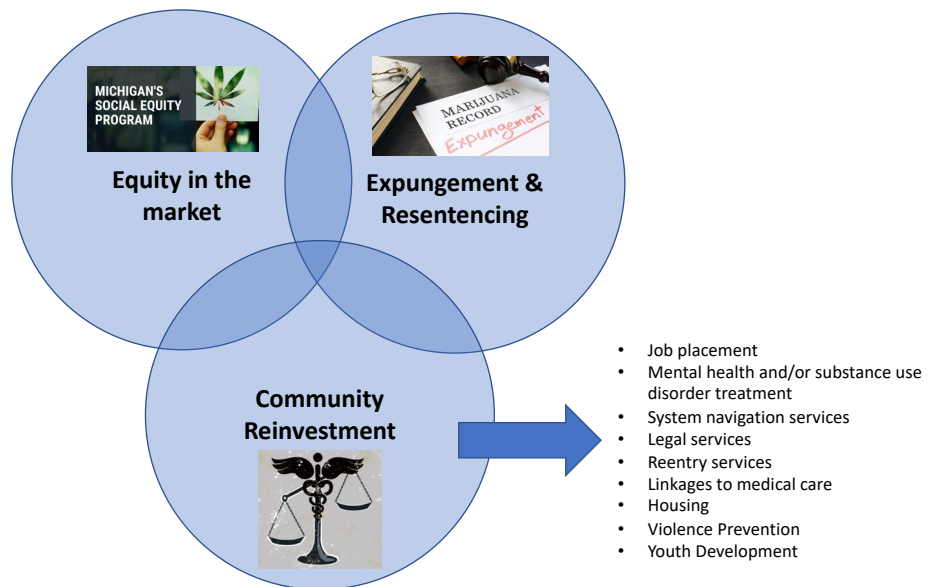 MICHIGAN'S
SOCIAL EQUITY
PROGRAM
Equity in the
market
MARIJUANA
RECORD
Expungement
Expungement &
Resentencing
Community
Reinvestment
• Job placement
• Mental health and/or substance use
disorder treatment
• System navigation services
• Legal services
• Reentry services
• Linkages to medical care
• Housing
• Violence Prevention
• Youth Development